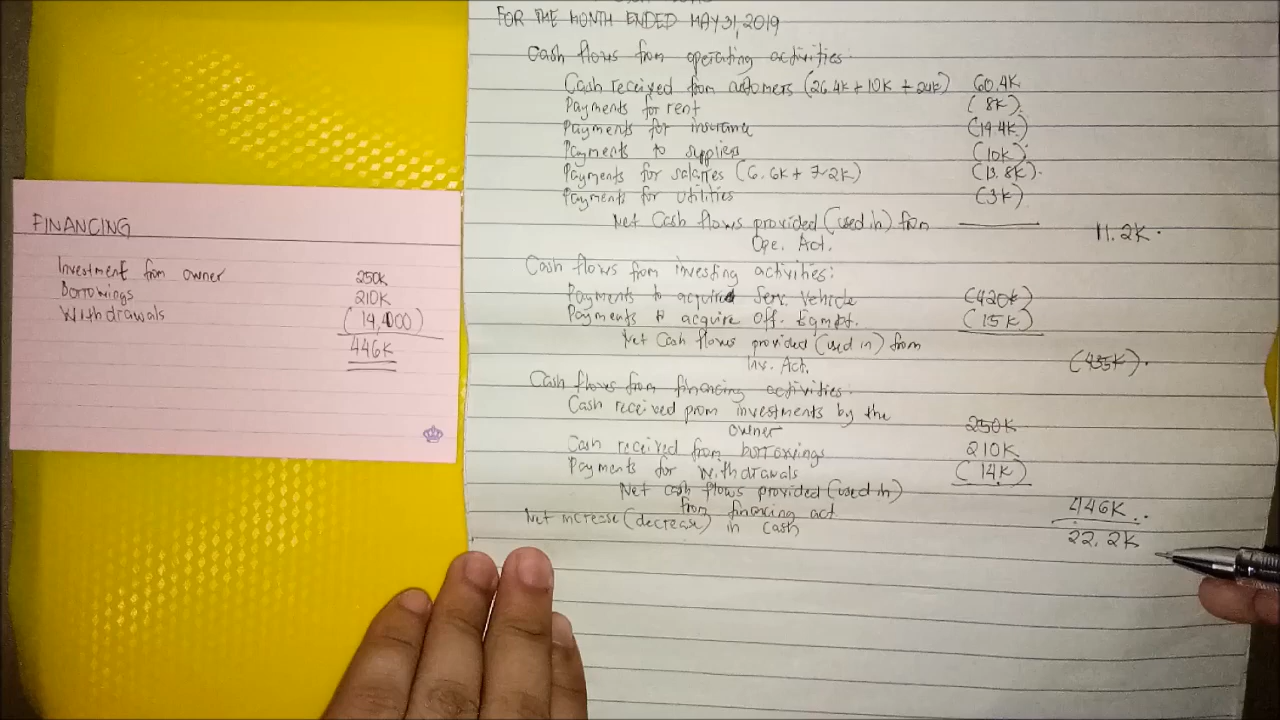 FINANCING
Investment from owner 250K
Borrowings 210K
Withdrawals (14,000)
446K
FOR THE MONTH ENDED MAY 31, 2019
Cash flows from operating activities:
Cash received from customers (26.4K + 10K + 24K) 60.4K
Payments for rent (8K)
Payments for insurance (14.4K)
Payments to suppliers (10K)
Payments for salaries (6.6K + 7.2K) (13.8K)
Payments for utilities (3K)
Net Cash flows provided (used in) from
Ope. Act. 11.2K
Cash flows from investing activities:
Payments to acquire Serv. Vehicle (420K)
Payments to acquire Off. Eqmpt. (15K)
Net Cash flows provided (used in) from
Inv. Act. (435K)
Cash flows from financing activities:
Cash received from investments by the
owner 250K
Cash received from borrowings 210K
Payments for Withdrawals (14K)
Net cash flows provided (used in)
from financing act 446K
Net increase (decrease) in cash 22.2K